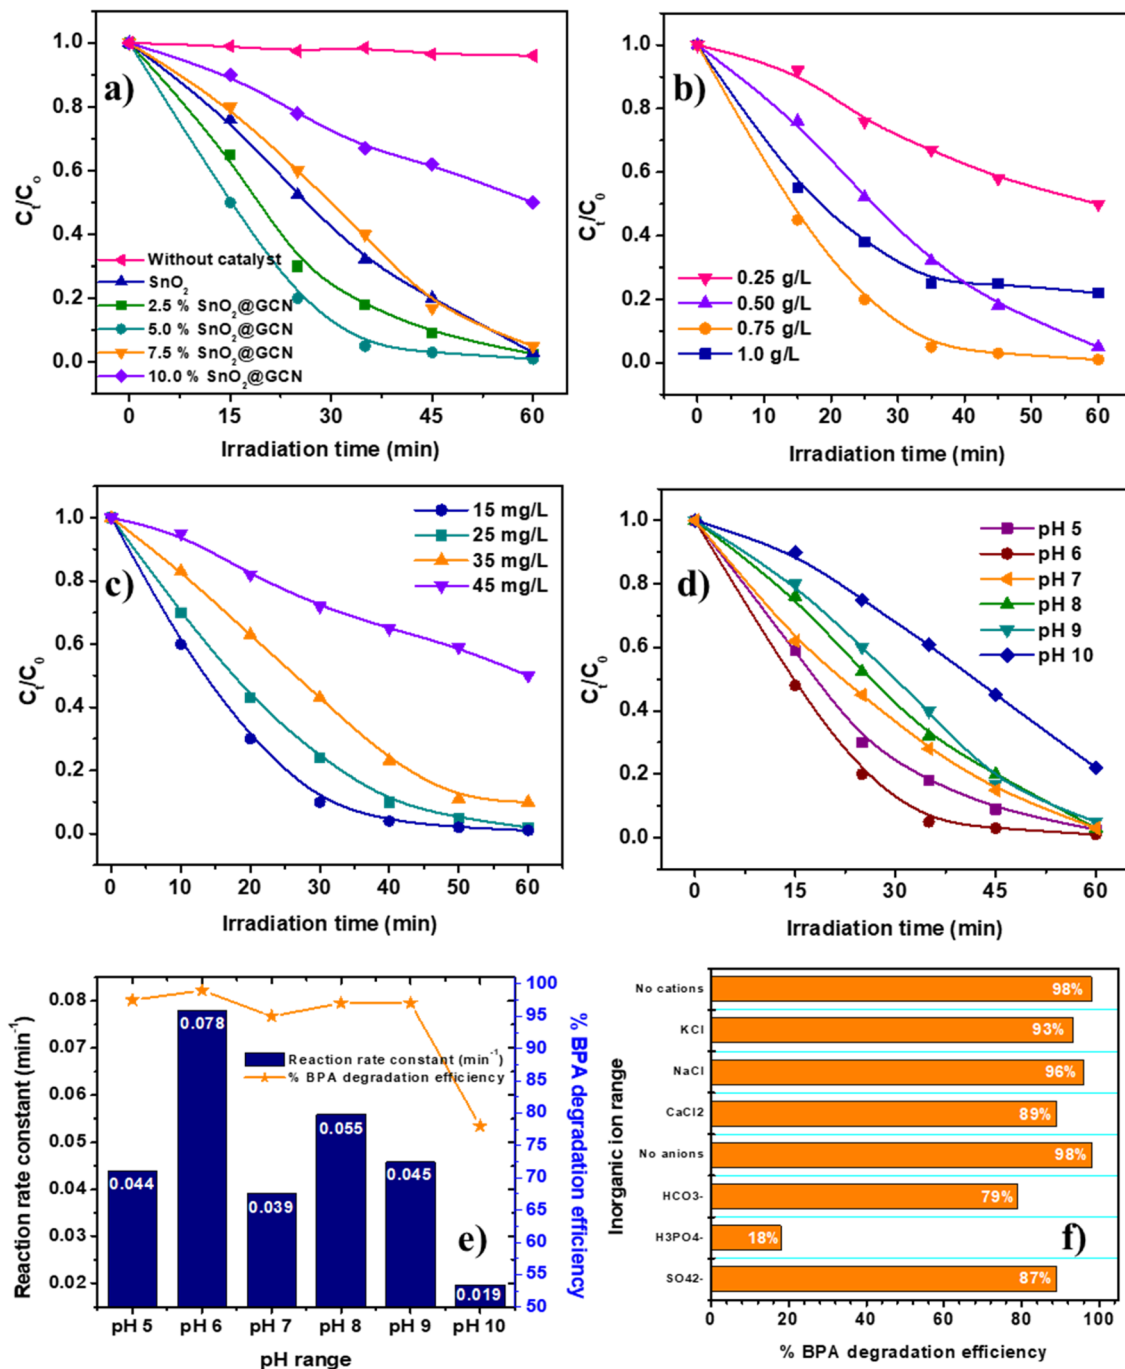 a)
1.0
0.8
0.6
0.4
0.2
0.0
Cₜ/Cₒ
Without catalyst
SnO₂
2.5 % SnO₂@GCN
5.0 % SnO₂@GCN
7.5 % SnO₂@GCN
10.0 % SnO₂@GCN
0 15 30 45 60
Irradiation time (min)
b)
1.0
0.8
0.6
0.4
0.2
0.0
Cₜ/C₀
0.25 g/L
0.50 g/L
0.75 g/L
1.0 g/L
0 10 20 30 40 50 60
Irradiation time (min)
c)
1.0
0.8
0.6
0.4
0.2
0.0
Cₜ/C₀
15 mg/L
25 mg/L
35 mg/L
45 mg/L
0 10 20 30 40 50 60
Irradiation time (min)
d)
1.0
0.8
0.6
0.4
0.2
0.0
Cₜ/C₀
pH 5
pH 6
pH 7
pH 8
pH 9
pH 10
0 15 30 45 60
Irradiation time (min)
e)
0.08
0.07
0.06
0.05
0.04
0.03
0.02
Reaction rate constant (min⁻¹)
Reaction rate constant (min⁻¹)
% BPA degradation efficiency
0.044
0.078
0.039
0.055
0.045
0.019
100
95
90
85
80
75
70
65
60
55
50
% BPA degradation efficiency
pH 5 pH 6 pH 7 pH 8 pH 9 pH 10
pH range
f)
Inorganic ion range
No cations 98%
KCl 93%
NaCl 96%
CaCl2 89%
No anions 98%
HCO3- 79%
H3PO4- 18%
SO42- 87%
0 20 40 60 80 100
% BPA degradation efficiency